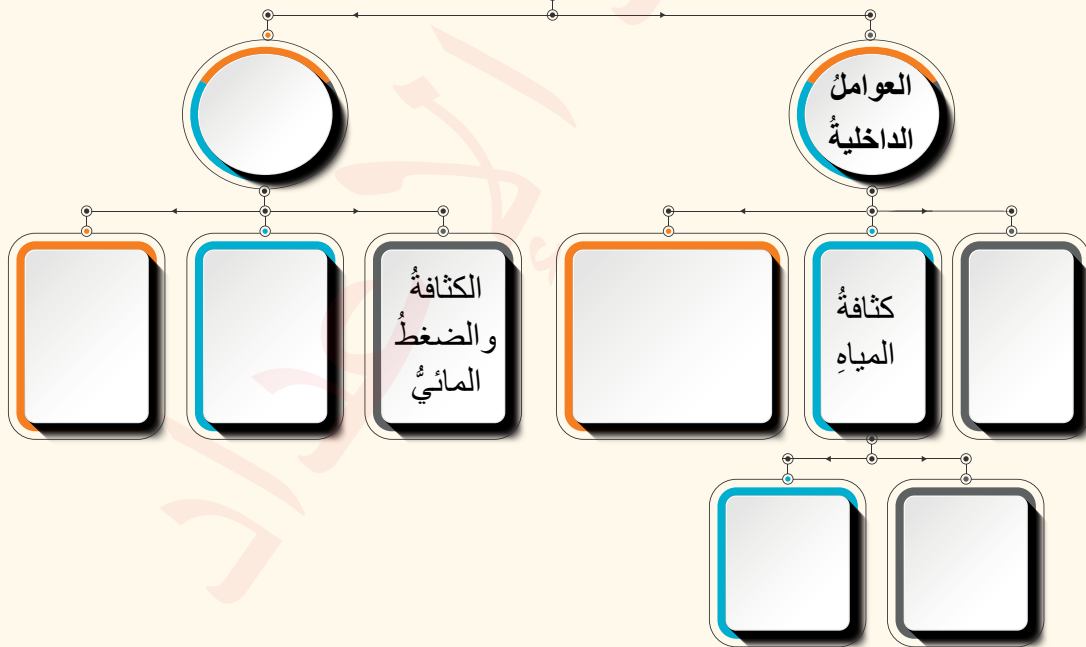 العواملُ
الداخليةُ
كثافةُ
المياهِ
الكثافةُ
والضغطُ
المائيُّ